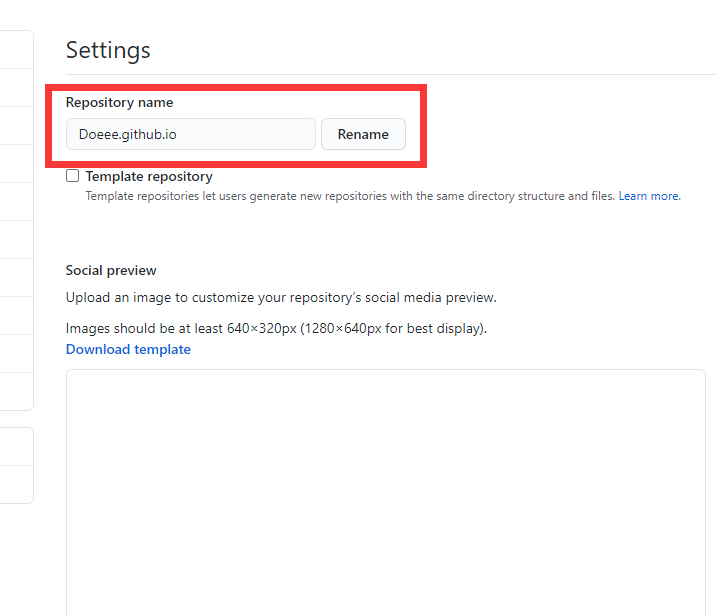 Settings
Repository name
Doeee.github.io
Rename
Template repository
Template repositories let users generate new repositories with the same directory structure and files. Learn more.
Social preview
Upload an image to customize your repository’s social media preview.
Images should be at least 640×320px (1280×640px for best display).
Download template